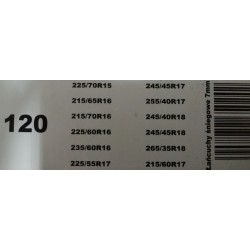 120
225/70R15
215/65R16
215/70R16
225/60R16
235/60R16
225/55R17
245/45R17
255/40R17
245/40R18
245/45R18
265/35R18
215/60R17
Łańcuchy śniegowe 7mm